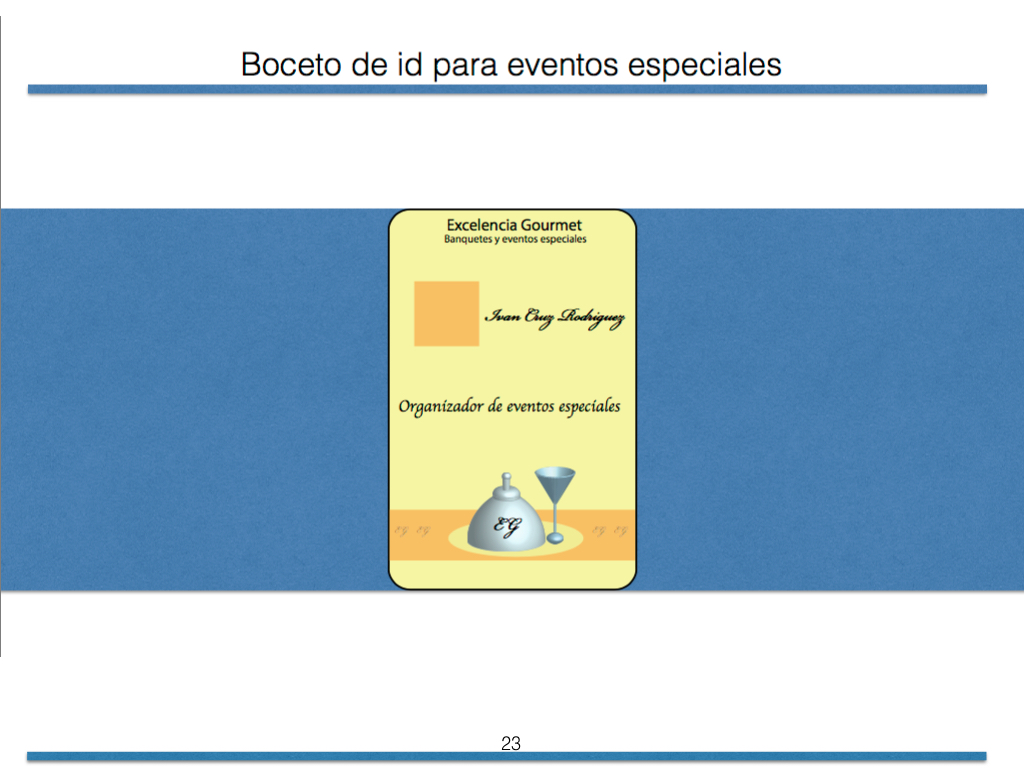 Boceto de id para eventos especiales
Excelencia Gourmet
Banquetes y eventos especiales
Ivan Cruz Rodriguez
Organizador de eventos especiales
EG
EG EG EG EG
23